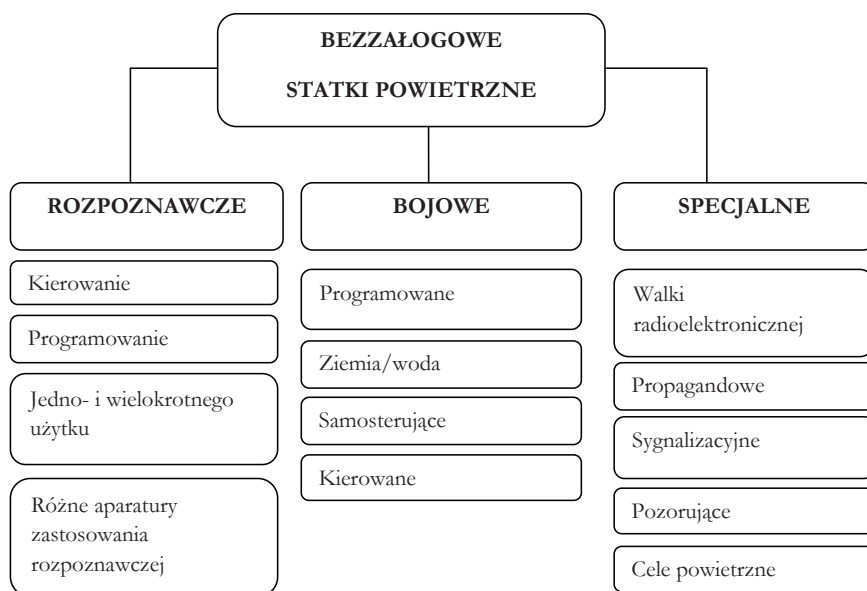 BEZZAŁOGOWE
STATKI POWIETRZNE
ROZPOZNAWCZE
Kierowanie
Programowanie
Jedno- i wielokrotnego
użytku
Różne aparatury
zastosowania
rozpoznawczej
BOJOWE
Programowane
Ziemia/woda
Samosterujące
Kierowane
SPECJALNE
Walki
radioelektronicznej
Propagandowe
Sygnalizacyjne
Pozorujące
Cele powietrzne